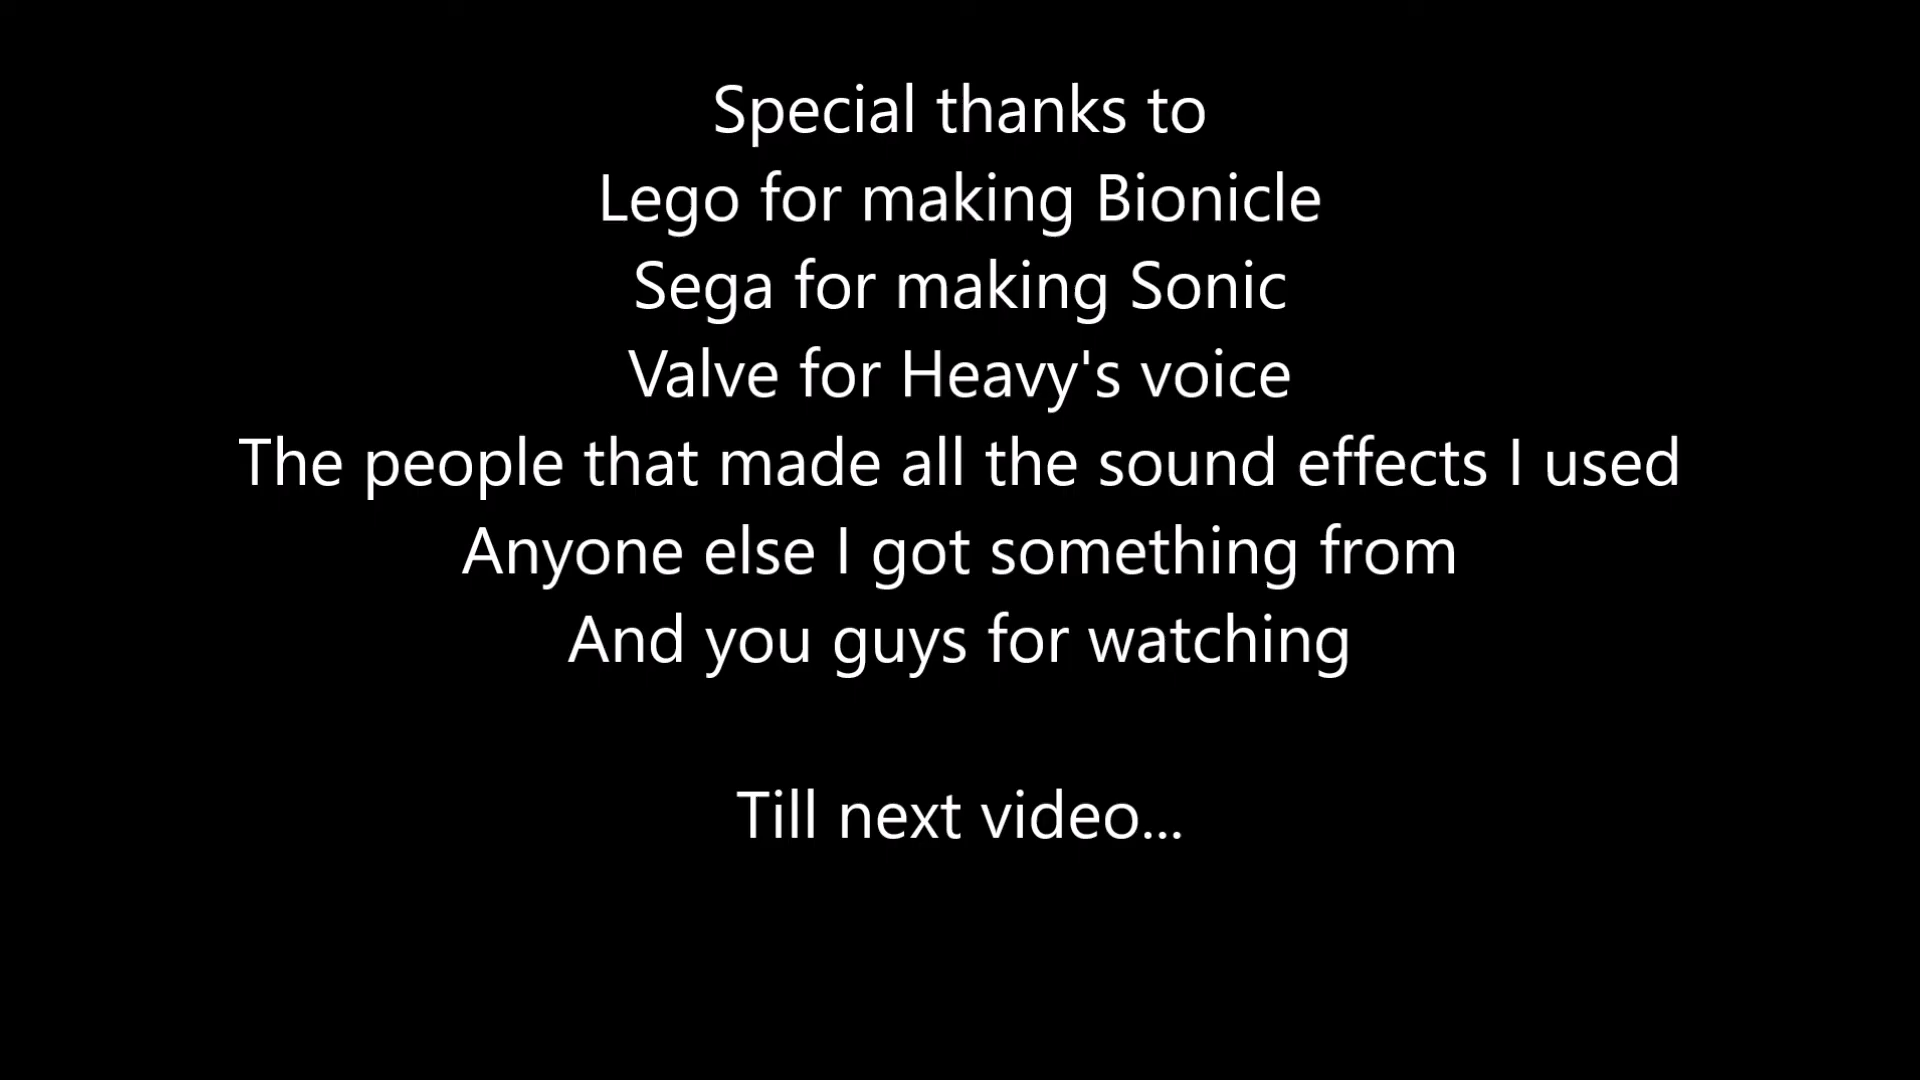 Special thanks to
Lego for making Bionicle
Sega for making Sonic
Valve for Heavy's voice
The people that made all the sound effects I used
Anyone else I got something from
And you guys for watching
Till next video...